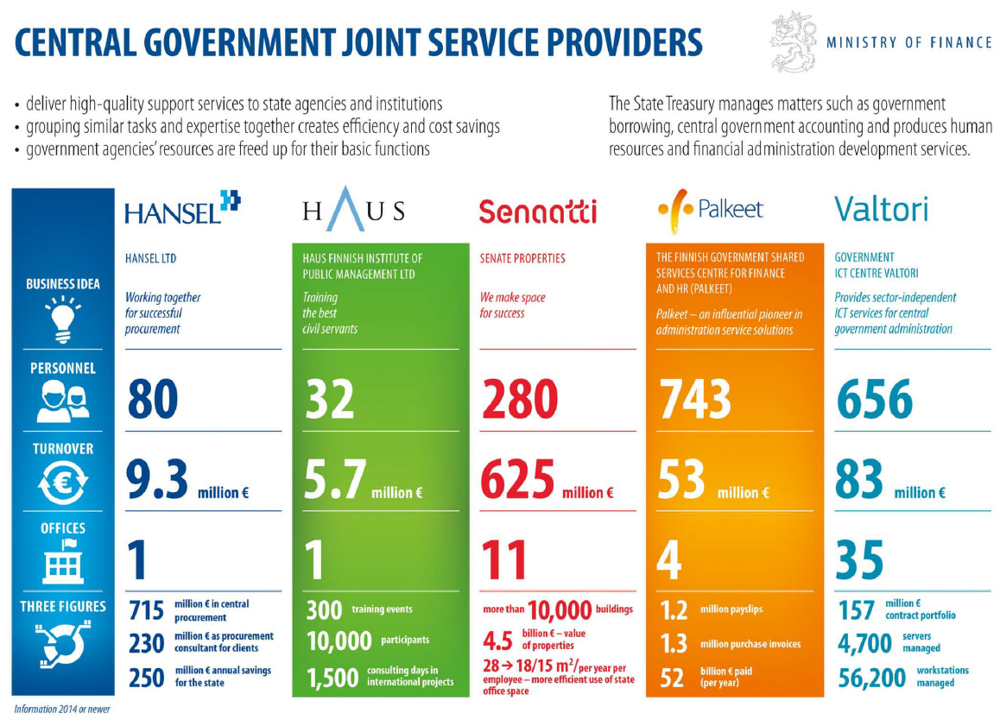 CENTRAL GOVERNMENT JOINT SERVICE PROVIDERS
MINISTRY OF FINANCE
• deliver high-quality support services to state agencies and institutions
• grouping similar tasks and expertise together creates efficiency and cost savings
• government agencies' resources are freed up for their basic functions
The State Treasury manages matters such as government
borrowing, central government accounting and produces human
resources and financial administration development services.
BUSINESS IDEA
PERSONNEL
TURNOVER
€
OFFICES
THREE FIGURES
HANSEL
HANSEL LTD
Working together
for successful
procurement
80
9.3 million €
1
715 million € in central
procurement
230 million € as procurement
consultant for clients
250 million € annual savings
for the state
HAUS
HAUS FINNISH INSTITUTE OF
PUBLIC MANAGEMENT LTD
Training
the best
civil servants
32
5.7 million €
1
300 training events
10,000 participants
1,500 consulting days in
international projects
Senaatti
SENATE PROPERTIES
We make space
for success
280
625 million €
11
more than 10,000 buildings
4.5 billion € – value
of properties
28 → 18/15 m²/per year per
employee – more efficient use of state
office space
Palkeet
THE FINNISH GOVERNMENT SHARED
SERVICES CENTRE FOR FINANCE
AND HR (PALKEET)
Palkeet – an influential pioneer in
administration service solutions
743
53 million €
4
1.2 million payslips
1.3 million purchase invoices
52 billion € paid
(per year)
Valtori
GOVERNMENT
ICT CENTRE VALTORI
Provides sector-independent
ICT services for central
government administration
656
83 million €
35
157 million €
contract portfolio
4,700 servers
managed
56,200 workstations
managed
Information 2014 or newer